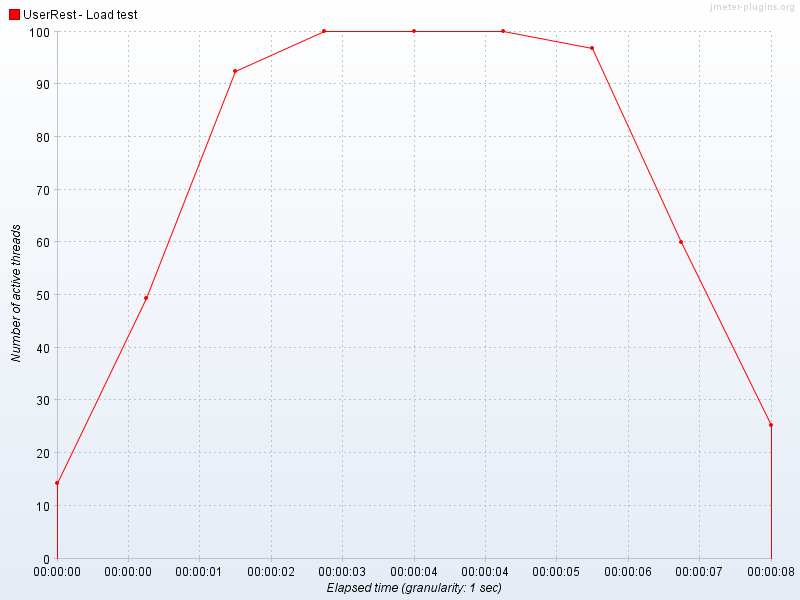 jmeter-plugins.org
UserRest - Load test
100
90
80
70
60
50
40
30
20
10
0
Number of active threads
00:00:00 00:00:00 00:00:01 00:00:02 00:00:03 00:00:04 00:00:04 00:00:05 00:00:06 00:00:07 00:00:08
Elapsed time (granularity: 1 sec)